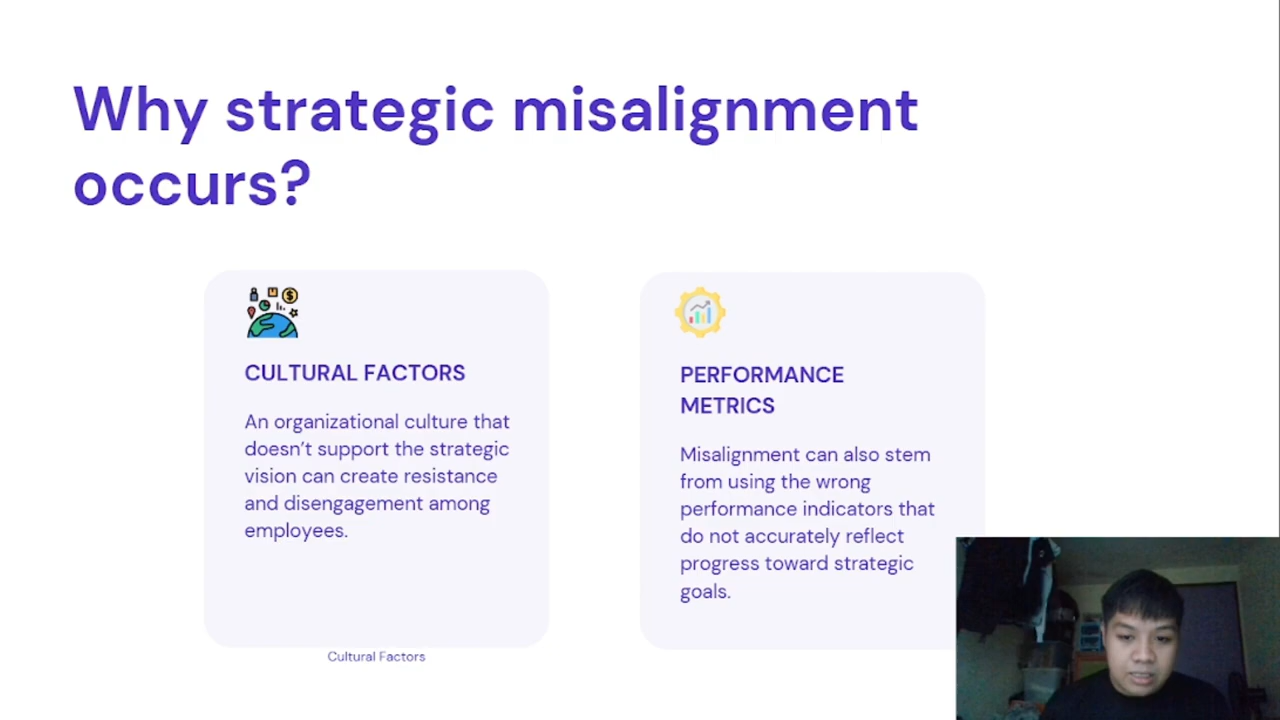 Why strategic misalignment
occurs?
CULTURAL FACTORS
An organizational culture that
doesn’t support the strategic
vision can create resistance
and disengagement among
employees.
Cultural Factors
PERFORMANCE
METRICS
Misalignment can also stem
from using the wrong
performance indicators that
do not accurately reflect
progress toward strategic
goals.